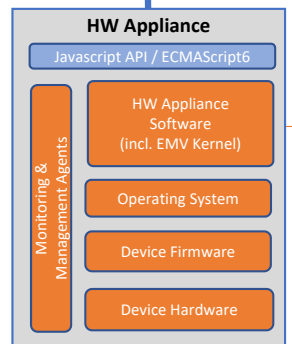 HW Appliance
Javascript API / ECMAScript6
Monitoring &
Management Agents
HW Appliance
Software
(incl. EMV Kernel)
Operating System
Device Firmware
Device Hardware